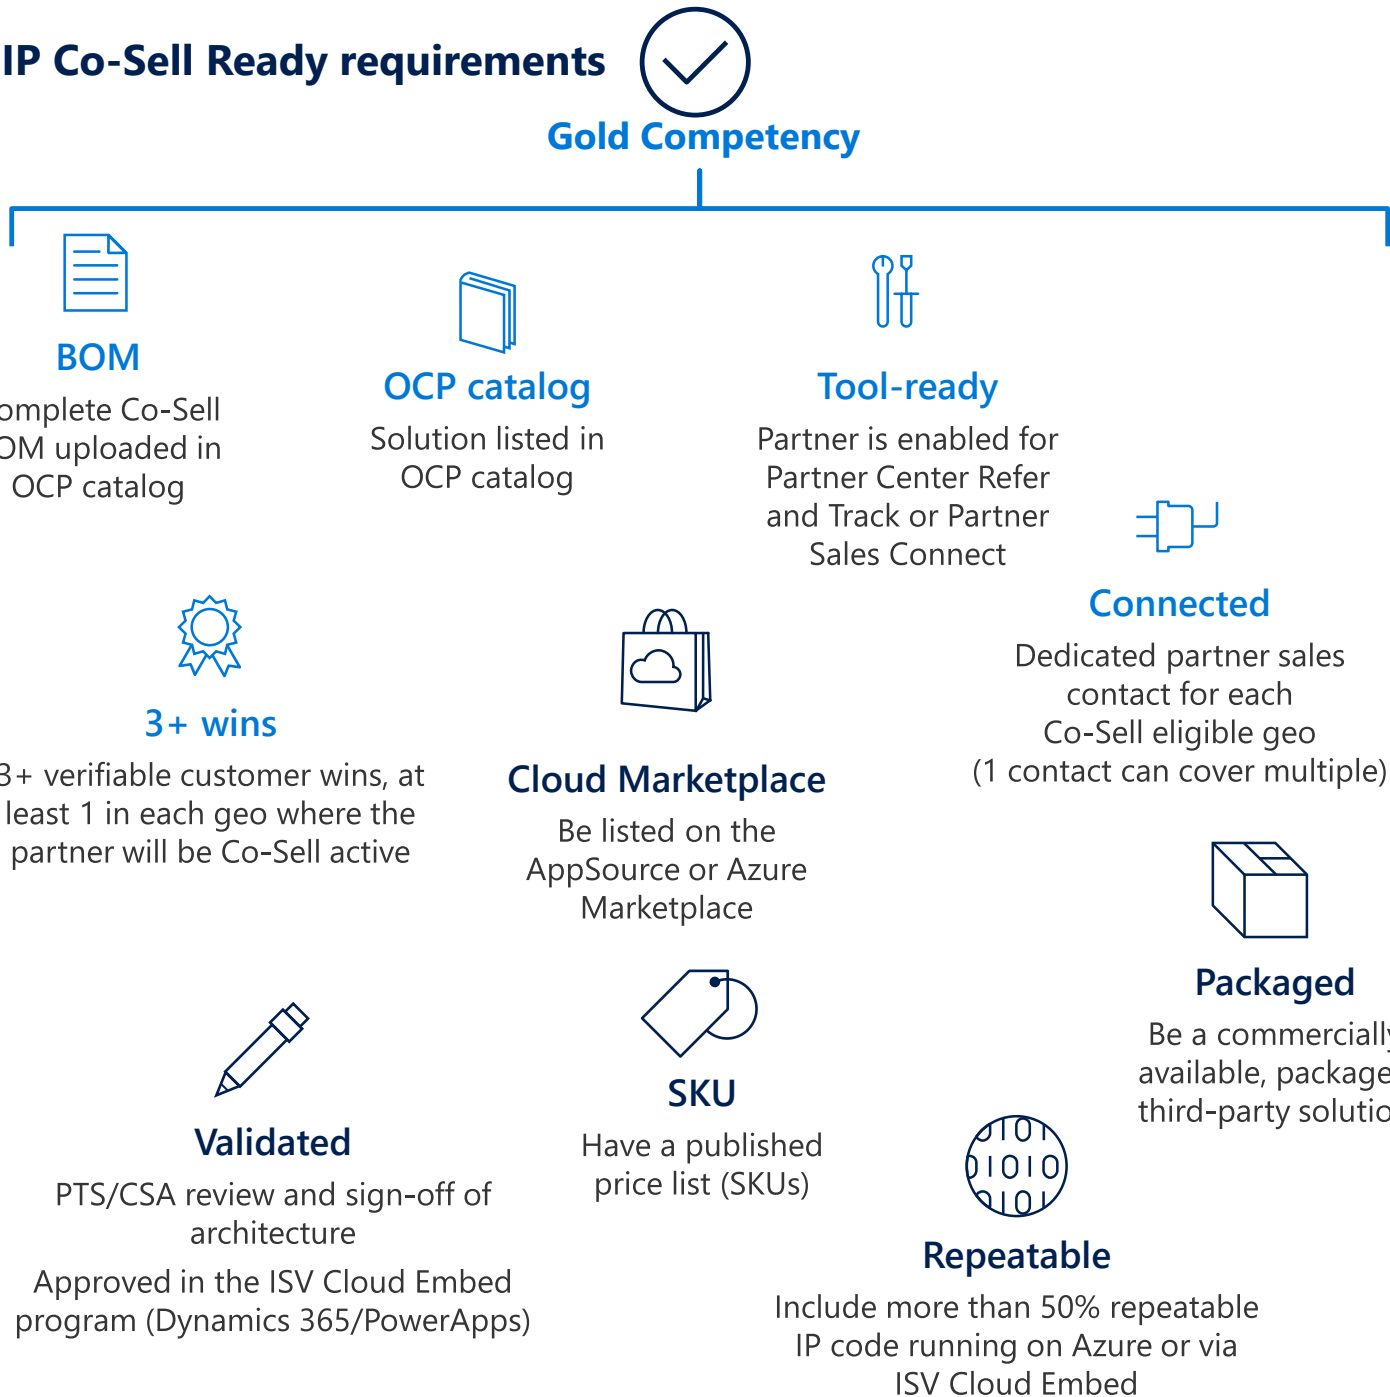 IP Co-Sell Ready requirements
Gold Competency
BOM
omplete Co-Sell
OM uploaded in
OCP catalog
OCP catalog
Solution listed in
OCP catalog
Tool-ready
Partner is enabled for
Partner Center Refer
and Track or Partner
Sales Connect
Connected
Dedicated partner sales
contact for each
Co-Sell eligible geo
(1 contact can cover multiple)
3+ wins
3+ verifiable customer wins, at
least 1 in each geo where the
partner will be Co-Sell active
Cloud Marketplace
Be listed on the
AppSource or Azure
Marketplace
Packaged
Be a commercially
available, package
third-party solutio
Validated
PTS/CSA review and sign-off of
architecture
Approved in the ISV Cloud Embed
program (Dynamics 365/PowerApps)
SKU
Have a published
price list (SKUs)
Repeatable
Include more than 50% repeatable
IP code running on Azure or via
ISV Cloud Embed